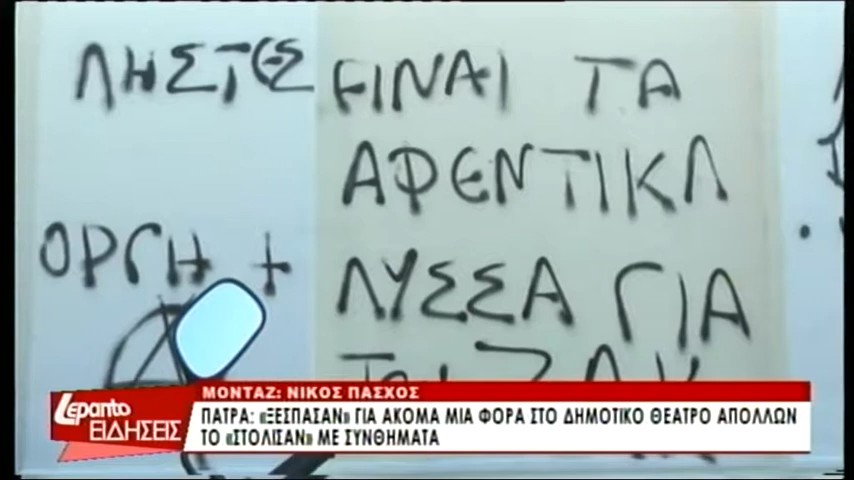 ΛΗΣΤΕΣ ΕΙΝΑΙ ΤΑ
ΑΦΕΝΤΙΚΑ
ΟΡΓΗ + ΛΥΣΣΑ ΓΙΑ
ΖΑΚ
ΜΟΝΤΑΖ: ΝΙΚΟΣ ΠΑΣΧΟΣ
Lepanto
ΕΙΔΗΣΕΙΣ
ΠΑΤΡΑ: «ΞΕΣΠΑΣΑΝ» ΓΙΑ ΑΚΟΜΑ ΜΙΑ ΦΟΡΑ ΣΤΟ ΔΗΜΟΤΙΚΟ ΘΕΑΤΡΟ ΑΠΟΛΛΩΝ
ΤΟ «ΣΤΟΛΙΣΑΝ» ΜΕ ΣΥΝΘΗΜΑΤΑ